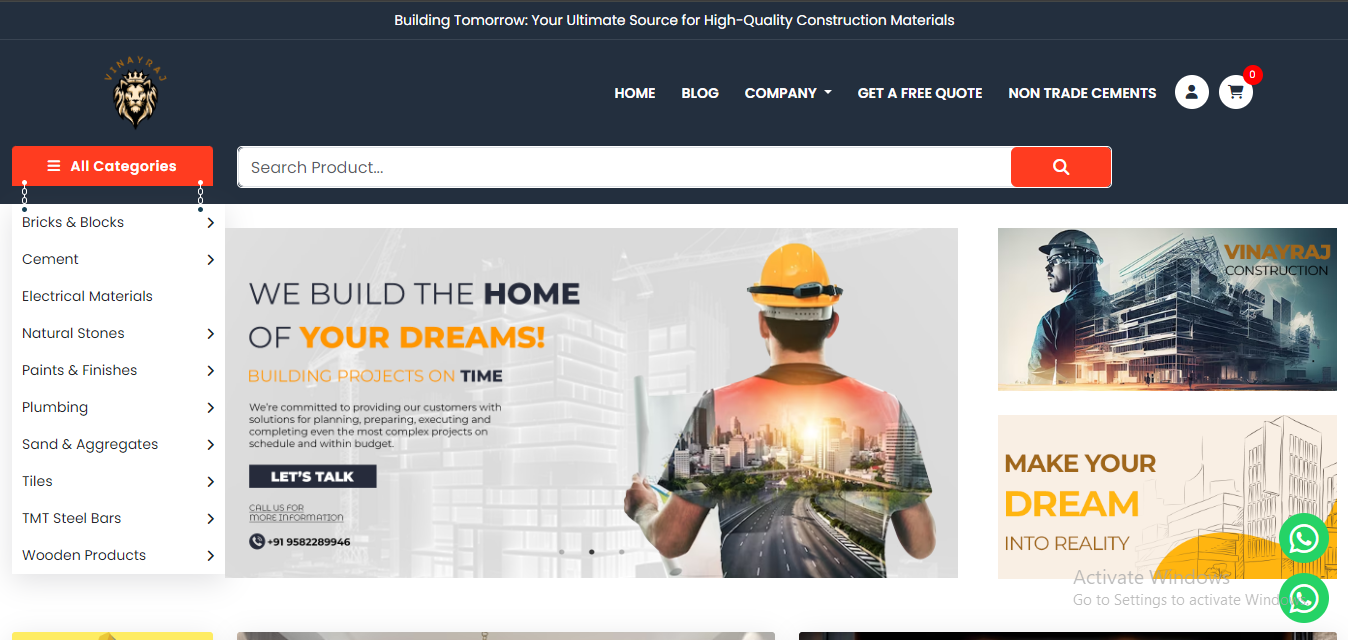 Building Tomorrow: Your Ultimate Source for High-Quality Construction Materials
VINAYRAJ
HOME BLOG COMPANY GET A FREE QUOTE NON TRADE CEMENTS 0
All Categories Search Product...
Bricks & Blocks
Cement
Electrical Materials
Natural Stones
Paints & Finishes
Plumbing
Sand & Aggregates
Tiles
TMT Steel Bars
Wooden Products
WE BUILD THE HOME
OF YOUR DREAMS!
BUILDING PROJECTS ON TIME
We're committed to providing our customers with
solutions for planning, preparing, executing and
completing even the most complex projects on
schedule and within budget.
LET'S TALK
CALL US FOR
MORE INFORMATION
+91 9582289946
VINAYRAJ
CONSTRUCTION
MAKE YOUR
DREAM
INTO REALITY
Activate Windows
Go to Settings to activate Windows.